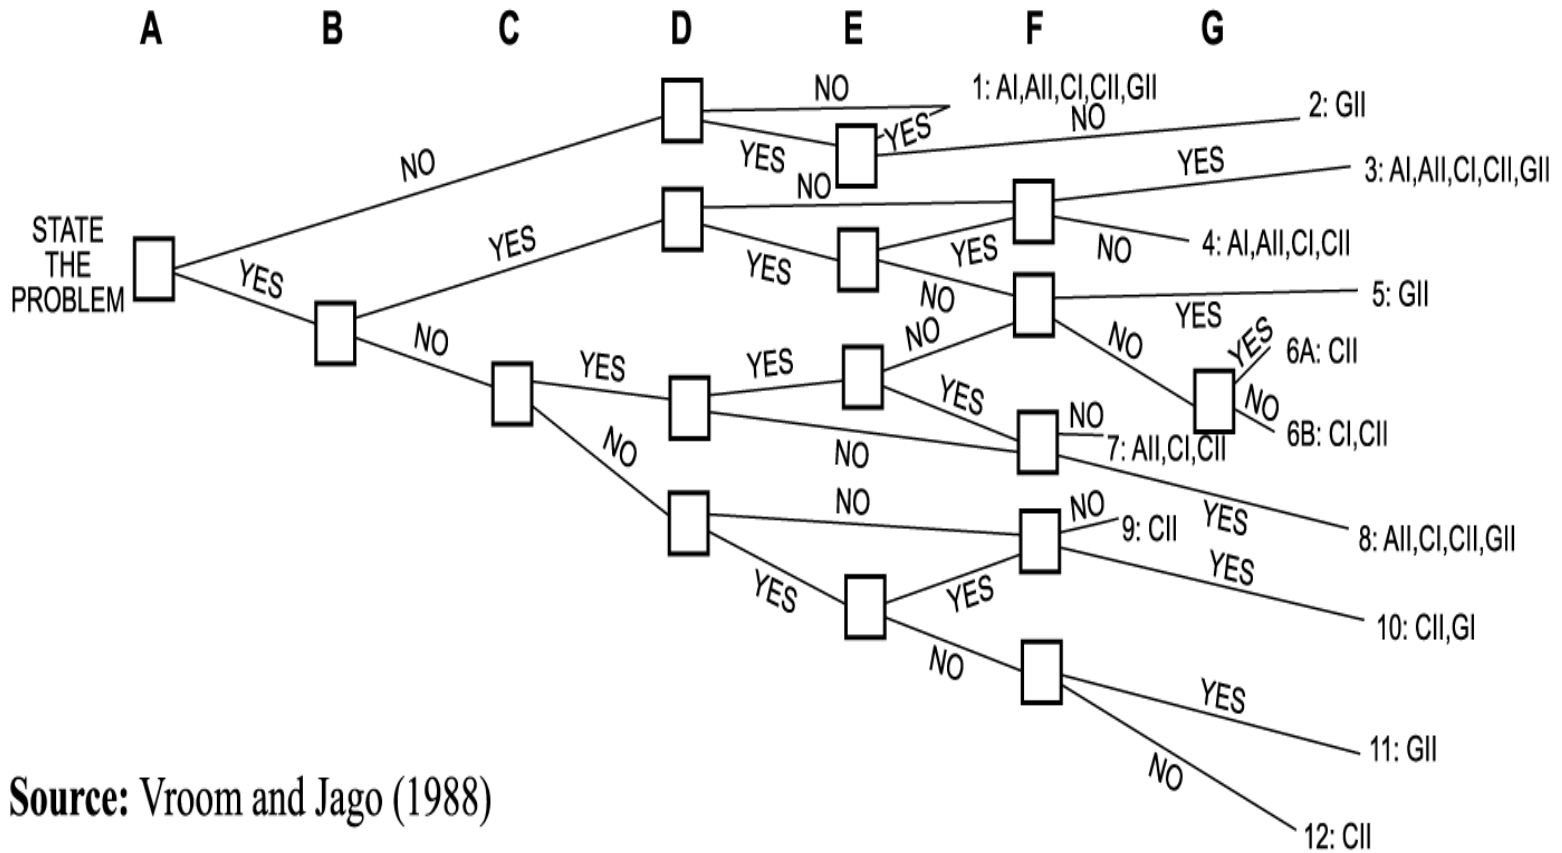 A B C D E F G
NO
1: AI,AII,CI,CII,GII
YES
NO
2: GII
YES
NO
YES
3: AI,AII,CI,CII,GII
NO
STATE
THE
PROBLEM
YES
YES
YES
YES
NO
4: AI,AII,CI,CII
NO
YES
5: GII
NO
YES
YES
NO
NO
YES
6A: CII
YES
NO
6B: CI,CII
NO
NO
7: AII,CI,CII
NO
YES
8: AII,CI,CII,GII
NO
9: CII
YES
YES
YES
10: CII,GI
NO
YES
11: GII
NO
12: CII
Source: Vroom and Jago (1988)